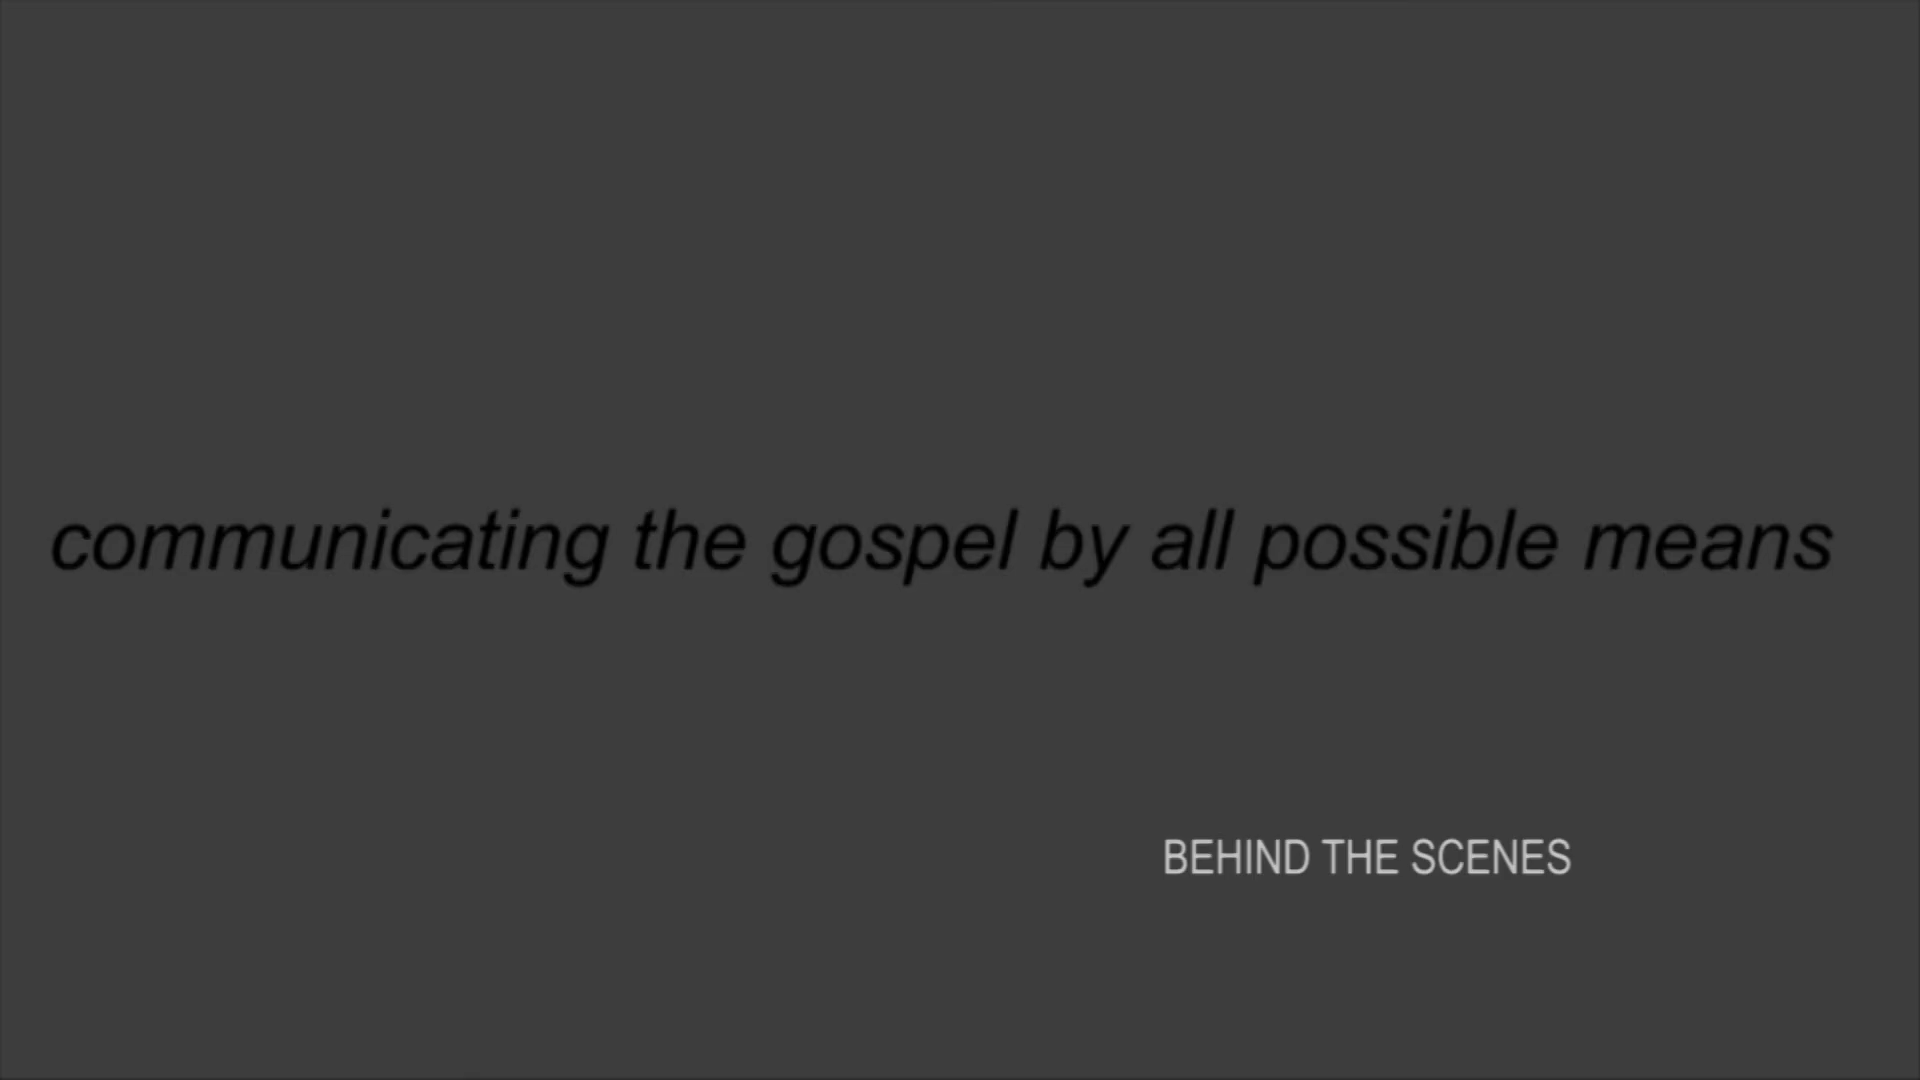 communicating the gospel by all possible means
BEHIND THE SCENES